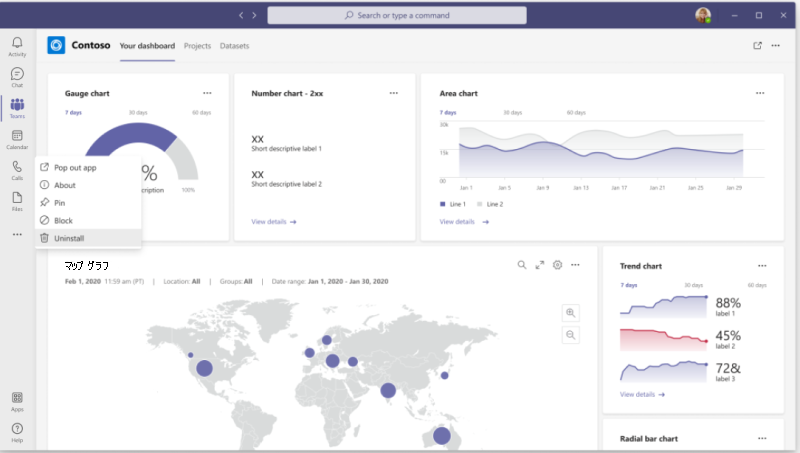 Search or type a command
Contoso
Your dashboard
Projects
Datasets
Activity
Chat
Teams
Calendar
Calls
Files
Apps
Help
Pop out app
About
Pin
Block
Uninstall
Gauge chart
7 days
30 days
60 days
%
cription
100%
Number chart - 2xx
XX
Short descriptive label 1
XX
Short descriptive label 2
View details
Area chart
7 days
30 days
60 days
30k
15k
00
Jan 1
Jan 5
Jan 9
Jan 13
Jan 17
Jan 21
Jan 25
Jan 29
Line 1
Line 2
View details
マップ グラフ
Feb 1, 2020 11:59 am (PT) | Location: All | Groups: All | Date range: Jan 1, 2020 - Jan 30, 2020
Trend chart
7 days
30 days
60 days
88%
label 1
45%
label 2
72&
label 3
View details
Radial bar chart